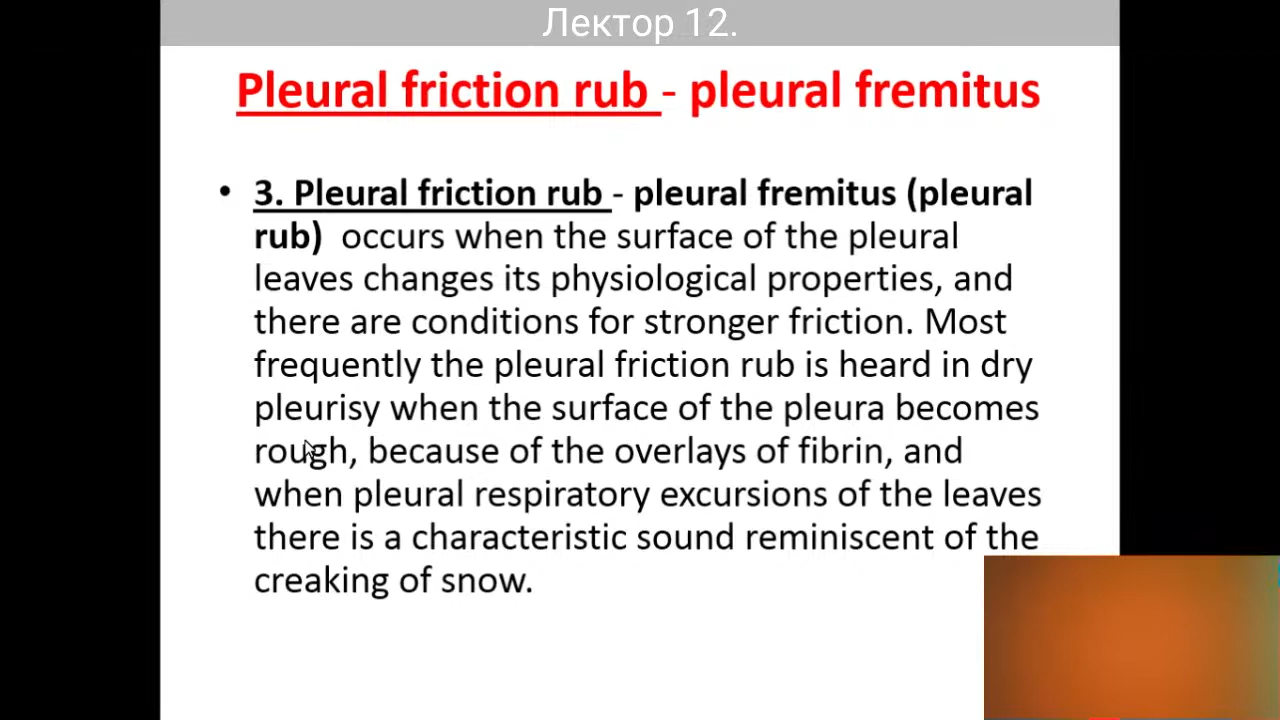 Лектор 12.
Pleural friction rub - pleural fremitus
• 3. Pleural friction rub - pleural fremitus (pleural
rub) occurs when the surface of the pleural
leaves changes its physiological properties, and
there are conditions for stronger friction. Most
frequently the pleural friction rub is heard in dry
pleurisy when the surface of the pleura becomes
rough, because of the overlays of fibrin, and
when pleural respiratory excursions of the leaves
there is a characteristic sound reminiscent of the
creaking of snow.